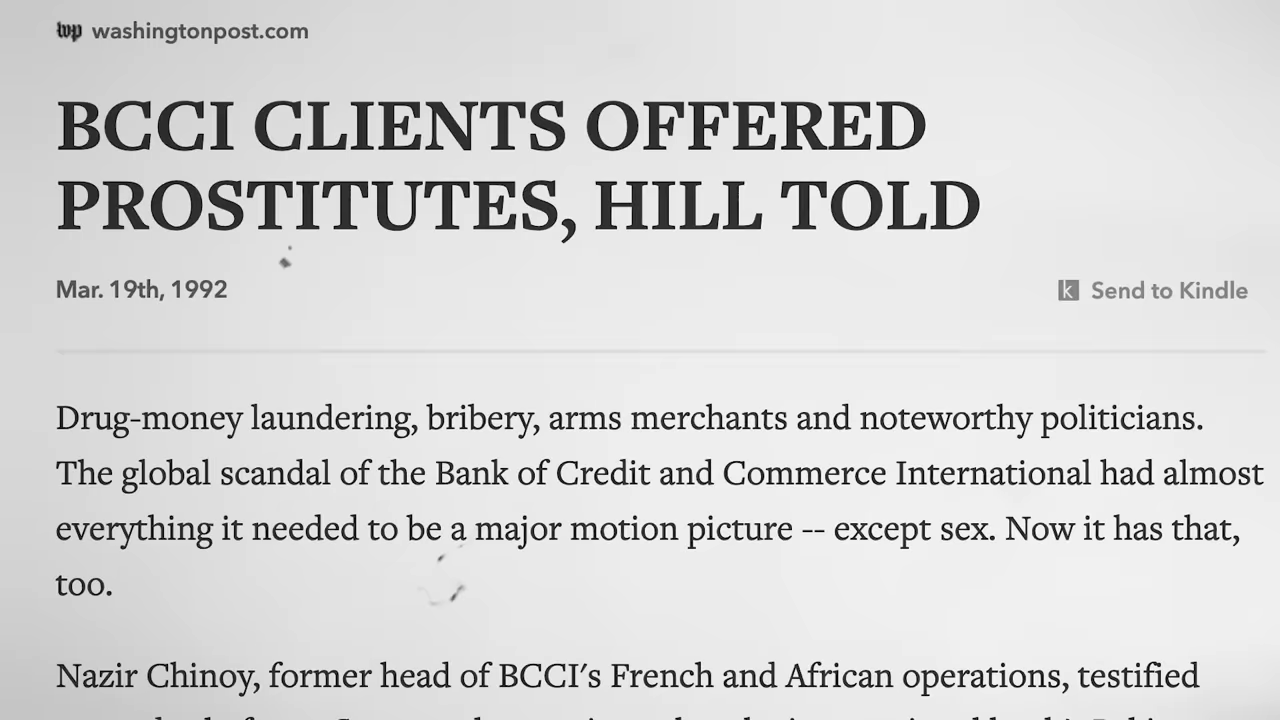 wp washingtonpost.com
BCCI CLIENTS OFFERED
PROSTITUTES, HILL TOLD
Mar. 19th, 1992
k Send to Kindle
Drug-money laundering, bribery, arms merchants and noteworthy politicians.
The global scandal of the Bank of Credit and Commerce International had almost
everything it needed to be a major motion picture -- except sex. Now it has that,
too.
Nazir Chinoy, former head of BCCI's French and African operations, testified